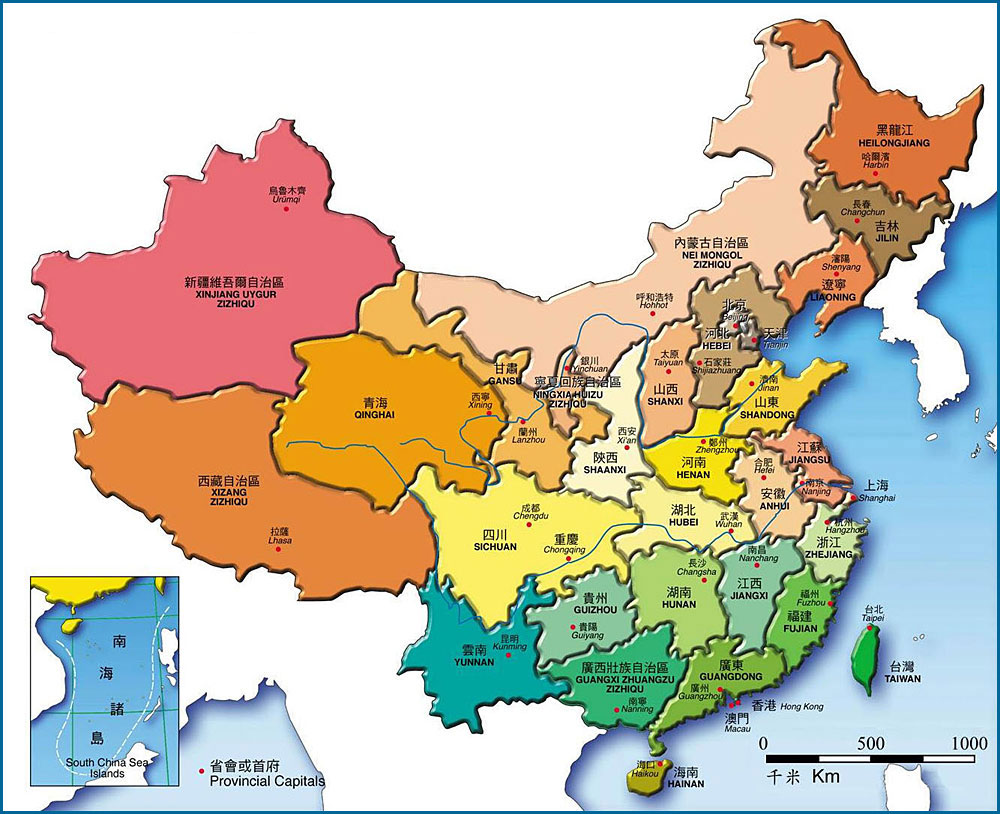 黑龍江
HEILONGJIANG
哈爾濱
Harbin
長春
Changchun
吉林
JILIN
瀋陽
Shenyang
遼寧
LIAONING
內蒙古自治區
NEI MONGOL
ZIZHIQU
呼和浩特
Hohhot
烏魯木齊
Urümqi
新疆維吾爾自治區
XINJIANG UYGUR
ZIZHIQU
北京
Beijing
天津
Tianjin
河北
HEBEI
石家莊
Shijiazhuang
太原
Taiyuan
山西
SHANXI
濟南
Jinan
山東
SHANDONG
銀川
Yinchuan
寧夏回族自治區
NINGXIA HUIZU
ZIZHIQU
甘肅
GANSU
蘭州
Lanzhou
青海
QINGHAI
西寧
Xining
西安
Xi'an
陝西
SHAANXI
鄭州
Zhengzhou
河南
HENAN
江蘇
JIANGSU
南京
Nanjing
合肥
Hefei
安徽
ANHUI
上海
Shanghai
西藏自治區
XIZANG
ZIZHIQU
拉薩
Lhasa
成都
Chengdu
四川
SICHUAN
重慶
Chongqing
湖北
HUBEI
武漢
Wuhan
杭州
Hangzhou
浙江
ZHEJIANG
長沙
Changsha
湖南
HUNAN
南昌
Nanchang
江西
JIANGXI
貴州
GUIZHOU
貴陽
Guiyang
福州
Fuzhou
福建
FUJIAN
台北
Taipei
台灣
TAIWAN
雲南
YUNNAN
昆明
Kunming
廣西壯族自治區
GUANGXI ZHUANGZU
ZIZHIQU
南寧
Nanning
廣東
GUANGDONG
廣州
Guangzhou
香港 Hong Kong
澳門
Macau
海口
Haikou
海南
HAINAN
南
海
諸
島
South China Sea
Islands
省會或首府
Provincial Capitals
0 500 1000
千米 Km